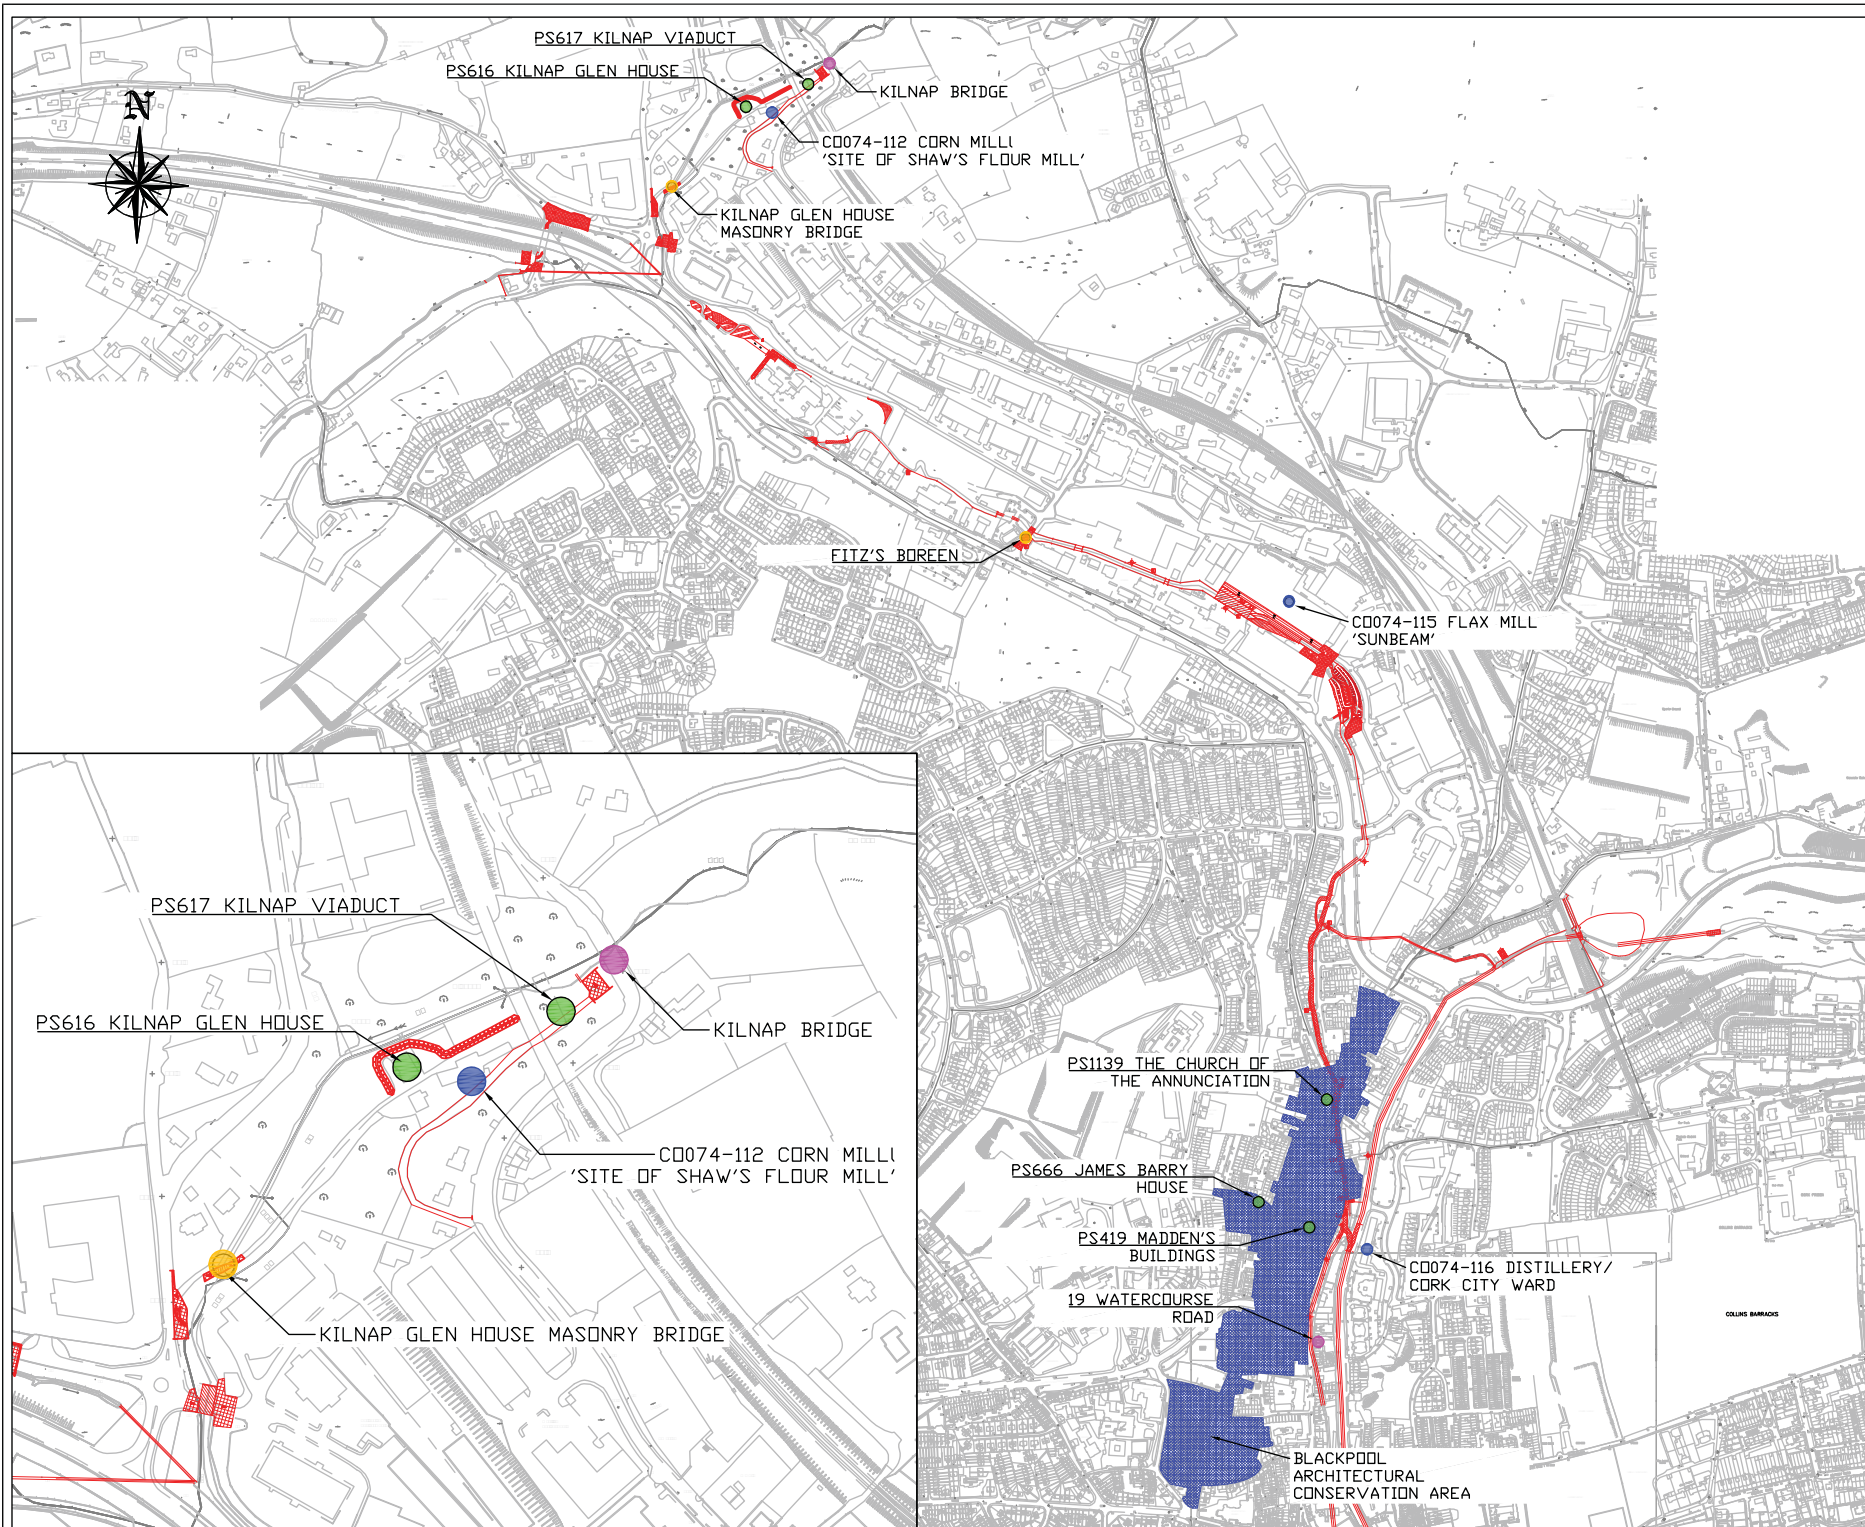 PS617 KILNAP VIADUCT
PS616 KILNAP GLEN HOUSE
N
KILNAP BRIDGE
CO074-112 CORN MILL\
'SITE OF SHAW'S FLOUR MILL'
KILNAP GLEN HOUSE
MASONRY BRIDGE
FITZ'S BOREEN
CO074-115 FLAX MILL
'SUNBEAM'
PS617 KILNAP VIADUCT
PS616 KILNAP GLEN HOUSE
KILNAP BRIDGE
CO074-112 CORN MILL\
'SITE OF SHAW'S FLOUR MILL'
KILNAP GLEN HOUSE MASONRY BRIDGE
PS1139 THE CHURCH OF
THE ANNUNCIATION
PS666 JAMES BARRY
HOUSE
PS419 MADDEN'S
BUILDINGS
19 WATERCOURSE
ROAD
CO074-116 DISTILLERY/
CORK CITY WARD
COLLINS BARRACKS
BLACKPOOL
ARCHITECTURAL
CONSERVATION AREA